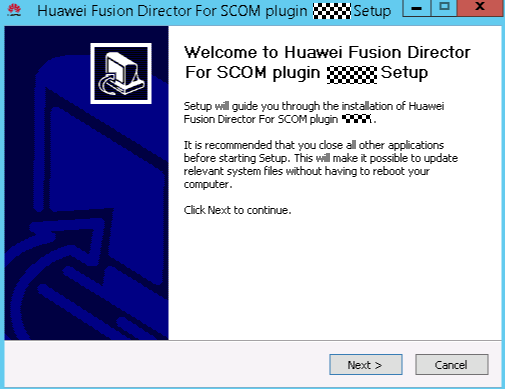 Huawei Fusion Director For SCOM plugin Setup
Welcome to Huawei Fusion Director
For SCOM plugin Setup
Setup will guide you through the installation of Huawei
Fusion Director For SCOM plugin .
It is recommended that you close all other applications
before starting Setup. This will make it possible to update
relevant system files without having to reboot your
computer.
Click Next to continue.
Next >
Cancel